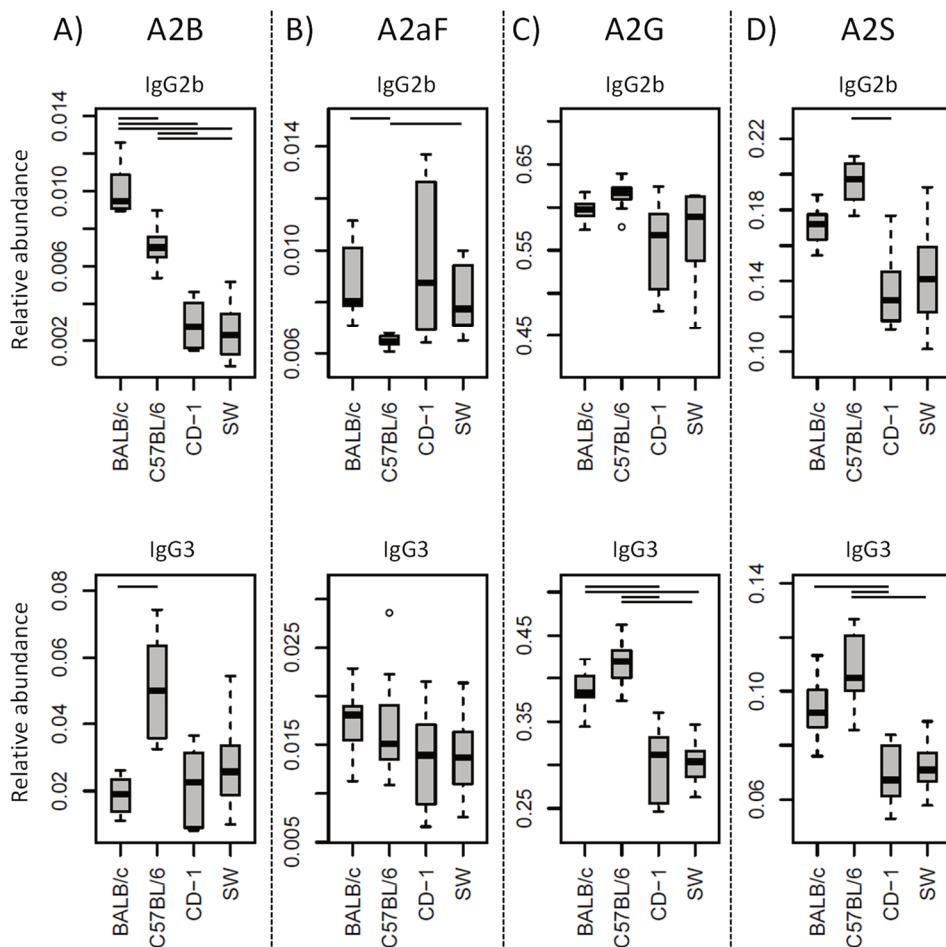 A) A2B B) A2aF C) A2G D) A2S
IgG2b IgG2b IgG2b IgG2b
Relative abundance
0.014
0.010
0.006
0.002
BALB/c
C57BL/6
CD−1
SW
0.014
0.010
0.006
BALB/c
C57BL/6
CD−1
SW
0.65
0.55
0.45
BALB/c
C57BL/6
CD−1
SW
0.22
0.18
0.14
0.10
BALB/c
C57BL/6
CD−1
SW
IgG3 IgG3 IgG3 IgG3
Relative abundance
0.08
0.06
0.04
0.02
BALB/c
C57BL/6
CD−1
SW
0.025
0.015
0.005
BALB/c
C57BL/6
CD−1
SW
0.45
0.35
0.25
BALB/c
C57BL/6
CD−1
SW
0.14
0.10
0.06
BALB/c
C57BL/6
CD−1
SW